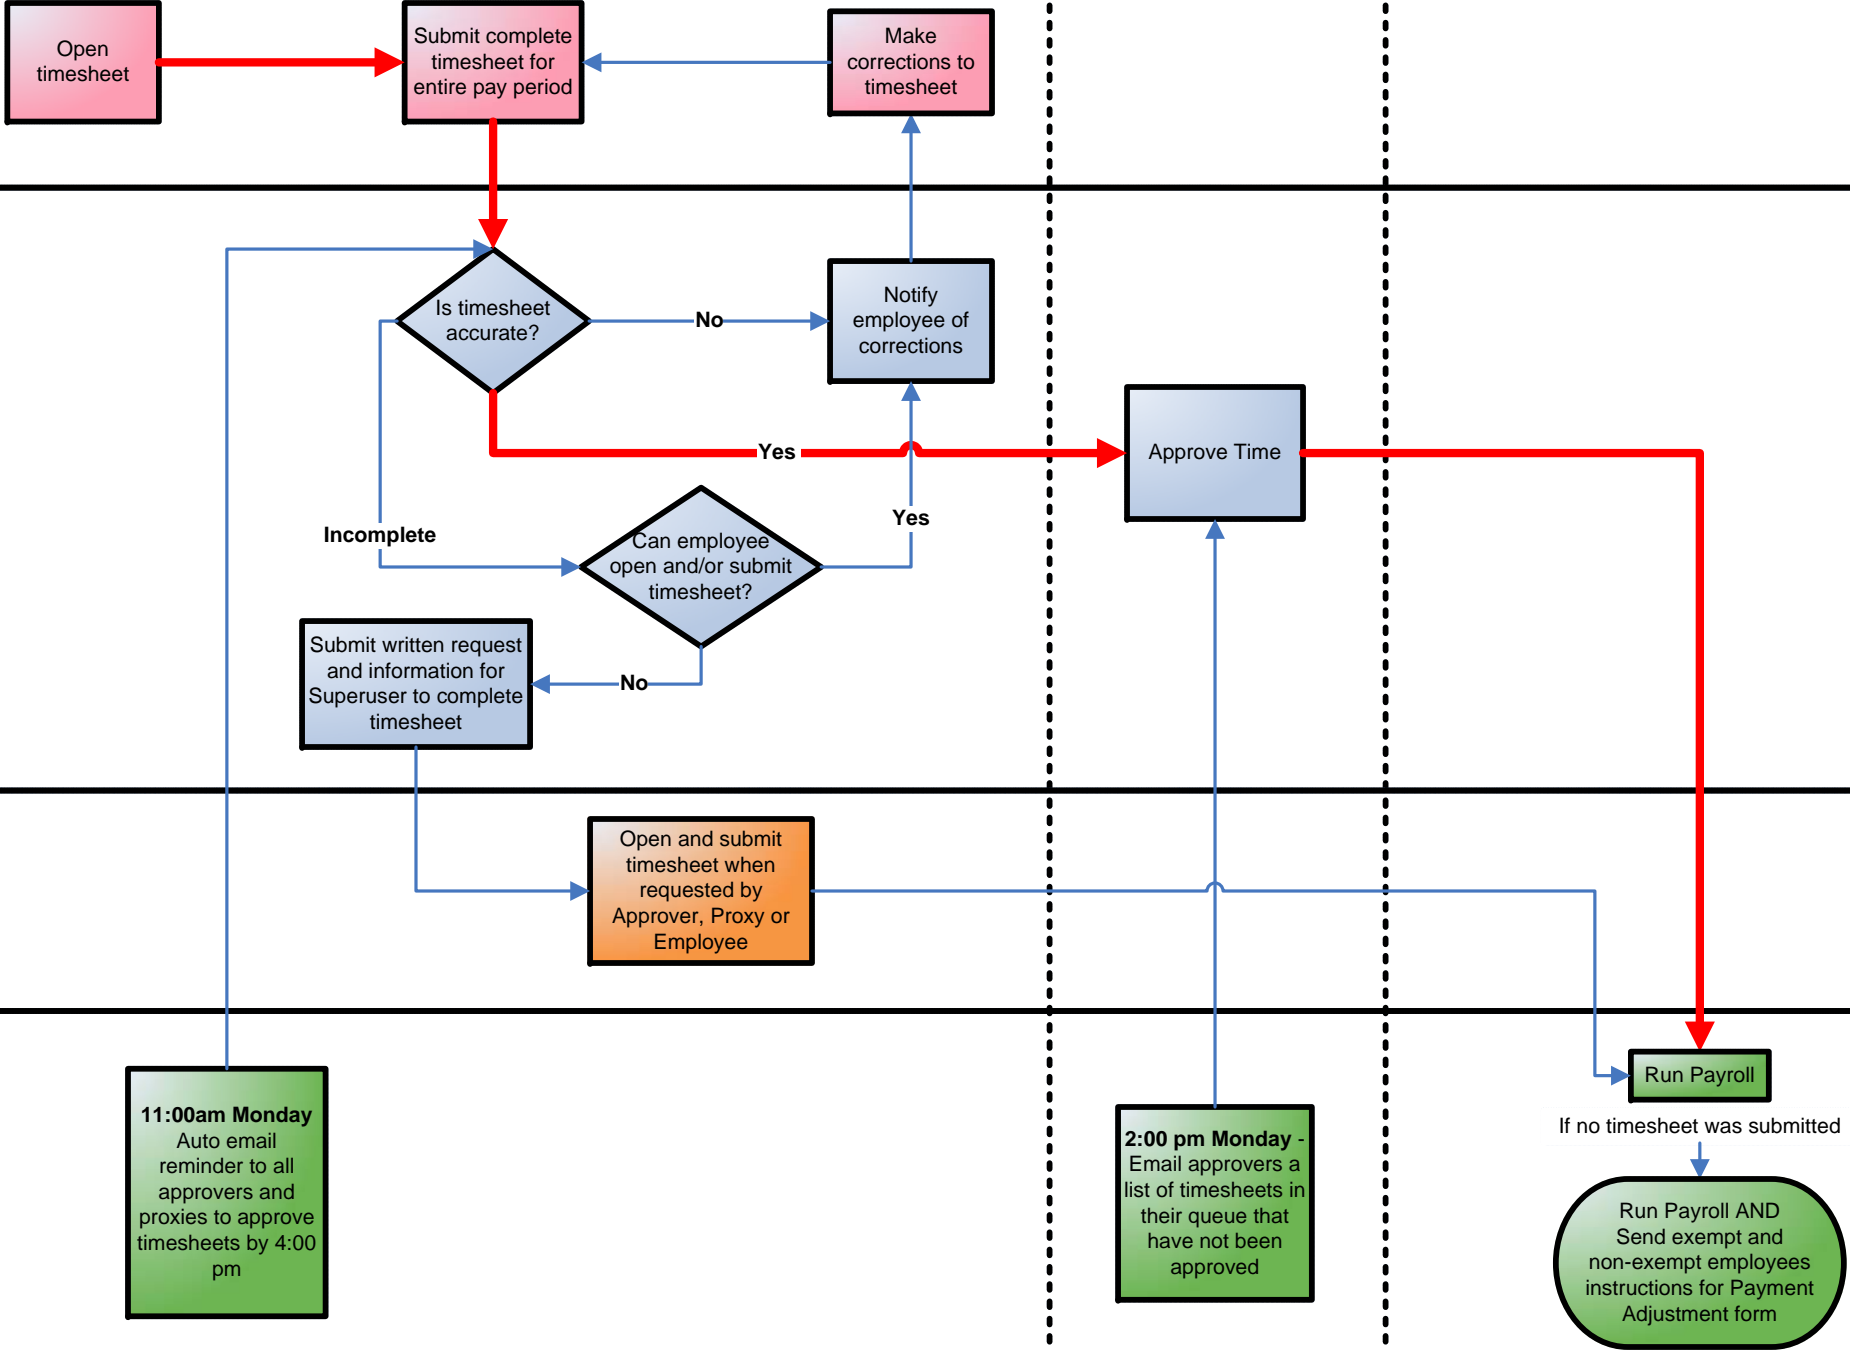 Open
timesheet
Submit complete
timesheet for
entire pay period
Make
corrections to
timesheet
Is timesheet
accurate?
No
Notify
employee of
corrections
Yes
Approve Time
Incomplete
Can employee
open and/or submit
timesheet?
Yes
Submit written request
and information for
Superuser to complete
timesheet
No
Open and submit
timesheet when
requested by
Approver, Proxy or
Employee
11:00am Monday
Auto email
reminder to all
approvers and
proxies to approve
timesheets by 4:00
pm
2:00 pm Monday -
Email approvers a
list of timesheets in
their queue that
have not been
approved
Run Payroll
If no timesheet was submitted
Run Payroll AND
Send exempt and
non-exempt employees
instructions for Payment
Adjustment form